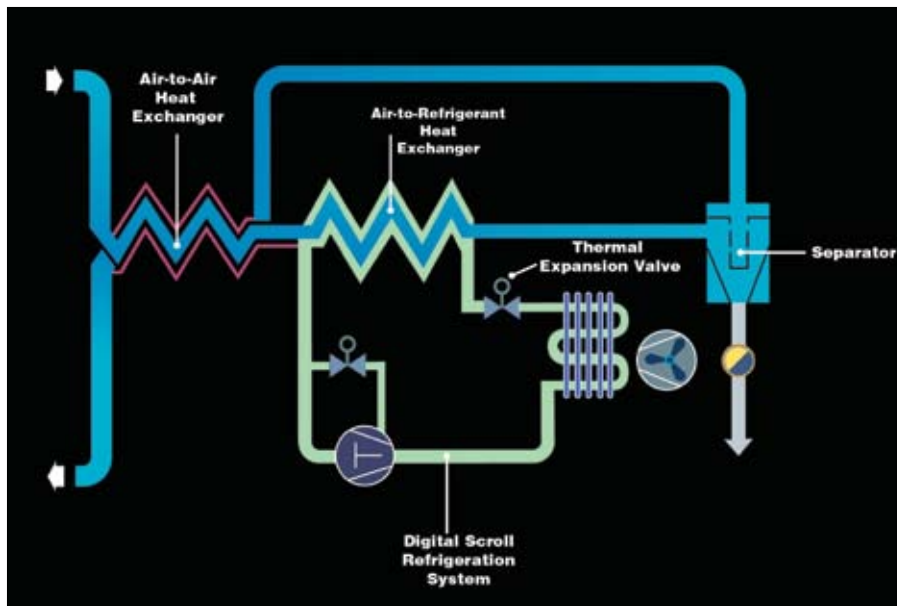 Air-to-Air
Heat
Exchanger
Air-to-Refrigerant
Heat
Exchanger
Thermal
Expansion Valve
Separator
Digital Scroll
Refrigeration
System